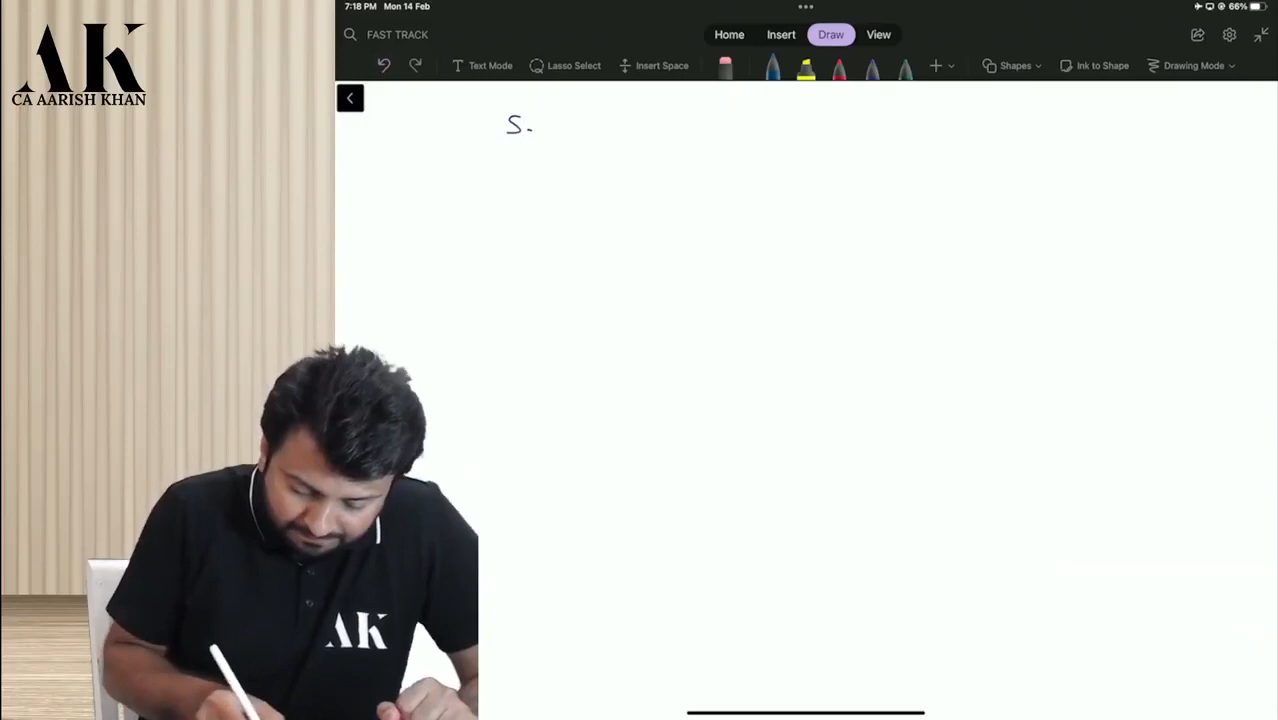 7:18 PM Mon 14 Feb
66%
AK
CA AARISH KHAN
FAST TRACK
Home Insert Draw View
Text Mode Lasso Select Insert Space Shapes Ink to Shape Drawing Mode
S.
AK